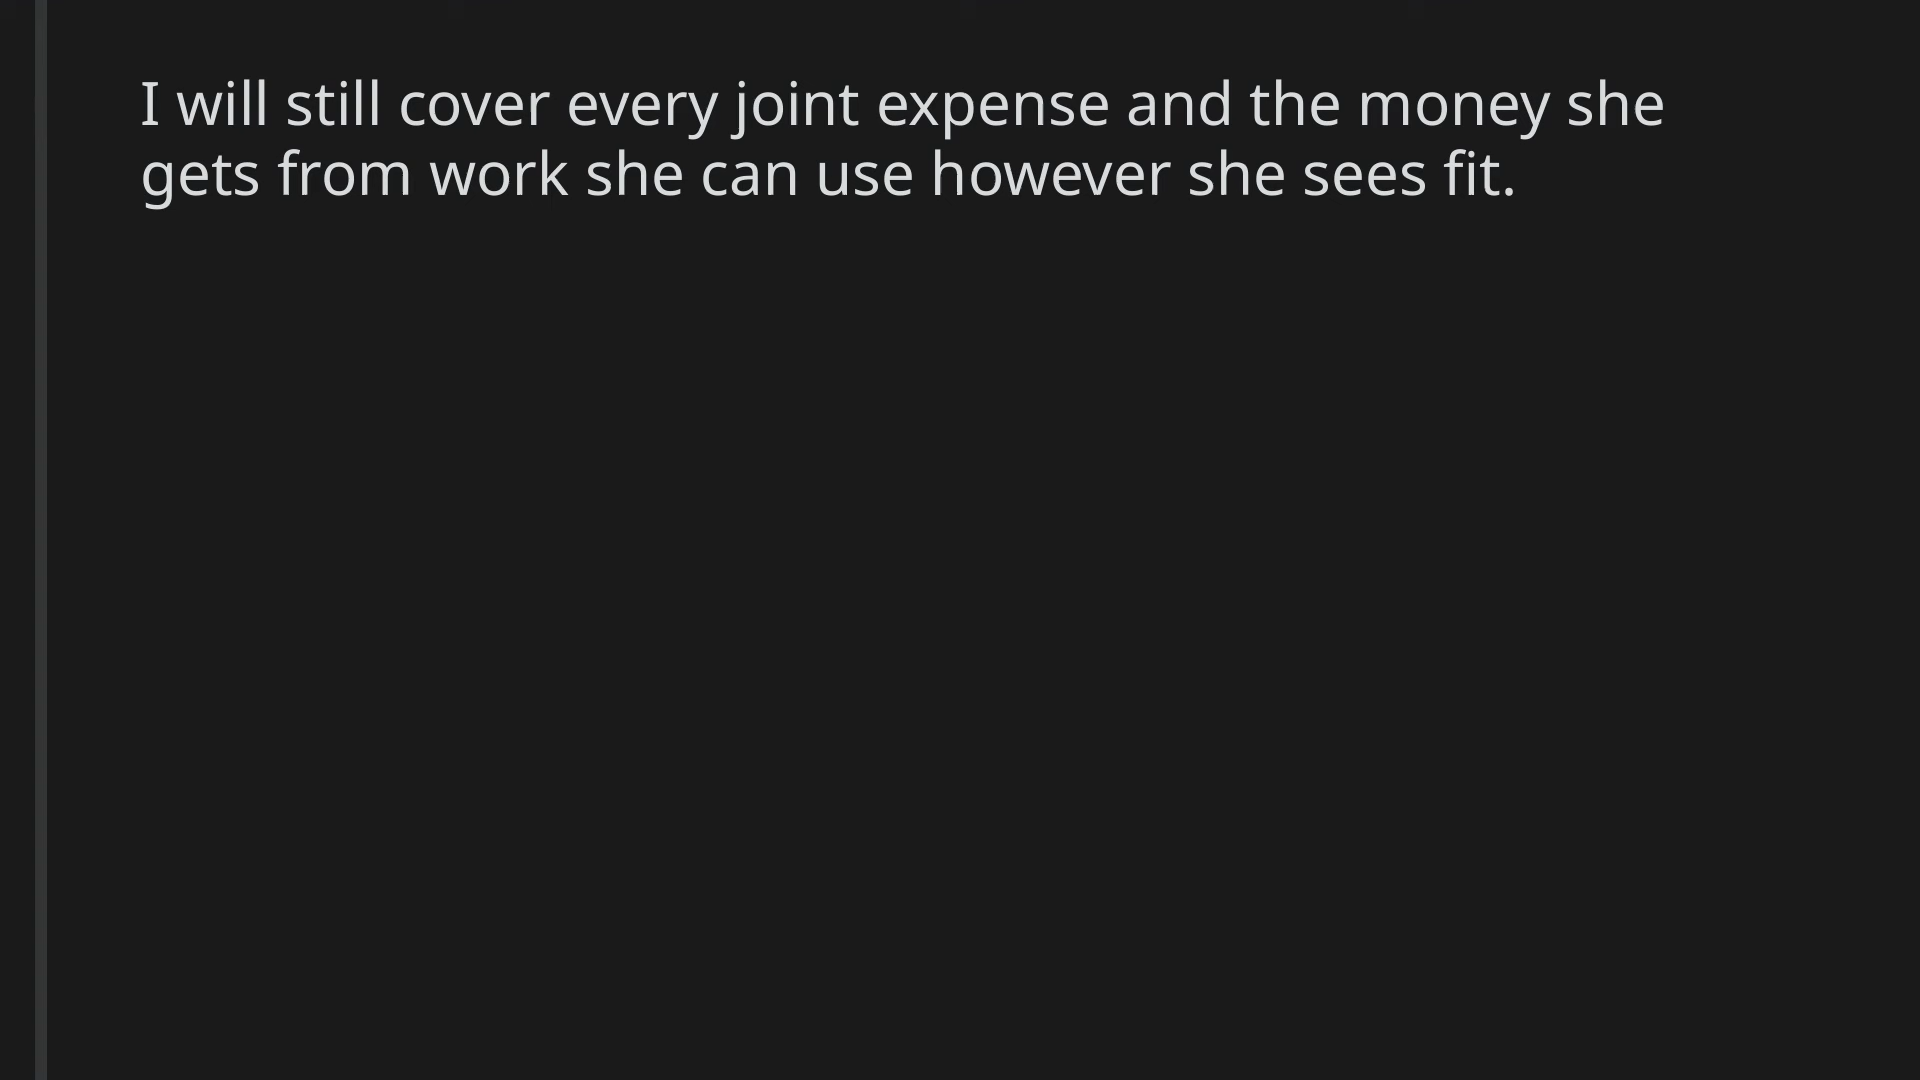 I will still cover every joint expense and the money she
gets from work she can use however she sees fit.